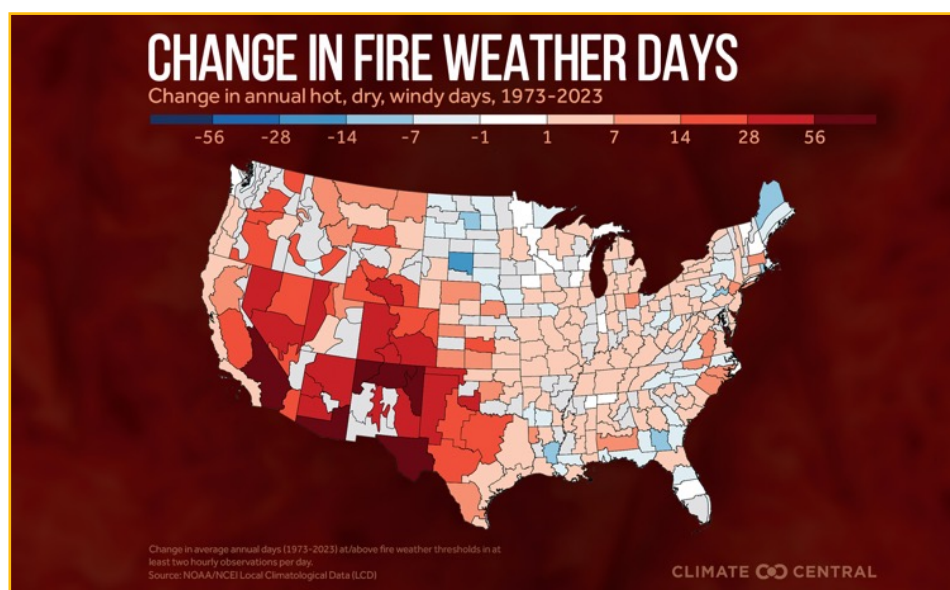 CHANGE IN FIRE WEATHER DAYS
Change in annual hot, dry, windy days, 1973-2023
-56 -28 -14 -7 -1 1 7 14 28 56
Change in average annual days (1973-2023) at/above fire weather thresholds in at
least two hourly observations per day.
Source: NOAA/NCEI Local Climatological Data (LCD)
CLIMATE CENTRAL